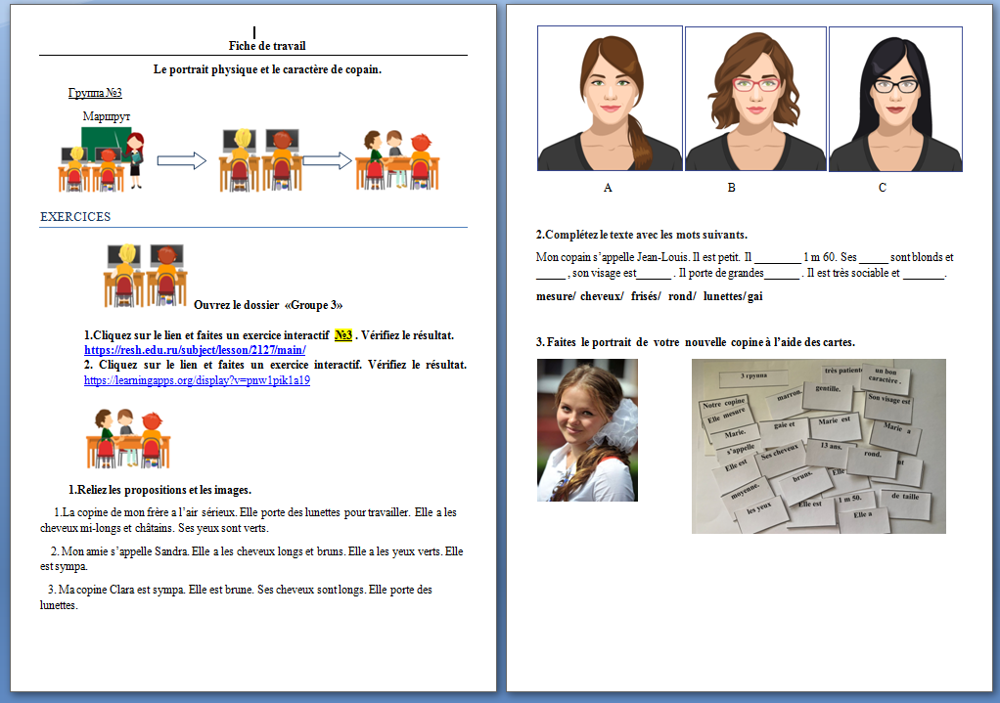 Fiche de travail
Le portrait physique et le caractère de copain.
Группа №3
Маршрут
EXERCICES
Ouvrez le dossier «Groupe 3»
1.Cliquez sur le lien et faites un exercice interactif №3 . Vérifiez le résultat.
https://resh.edu.ru/subject/lesson/2127/main/
2. Cliquez sur le lien et faites un exercice interactif. Vérifiez le résultat.
https://learningapps.org/display?v=pnw1pik1a19
1.Reliez les propositions et les images.
1.La copine de mon frère a l’air sérieux. Elle porte des lunettes pour travailler. Elle a les
cheveux mi-longs et châtains. Ses yeux sont verts.
2. Mon amie s’appelle Sandra. Elle a les cheveux longs et bruns. Elle a les yeux verts. Elle
est sympa.
3. Ma copine Clara est sympa. Elle est brune. Ses cheveux sont longs. Elle porte des
lunettes.
A B C
2.Complétez le texte avec les mots suivants.
Mon copain s’appelle Jean-Louis. Il est petit. Il ________ 1 m 60. Ses _____ sont blonds et
_____ , son visage est______ . Il porte de grandes______ . Il est très sociable et _______.
mesure/ cheveux/ frisés/ rond/ lunettes/gai
3. Faites le portrait de votre nouvelle copine à l’aide des cartes.
3 группа
très patiente
un bon
caractère .
Notre copine
Elle mesure
marron.
gentille.
Son visage est
Marie.
gaie et
Marie est
Marie a
s'appelle
Ses cheveux
13 ans.
rond.
Elle est
bruns.
Elle
moyenne.
les yeux
Elle est
1 m 50.
de taille
Elle a